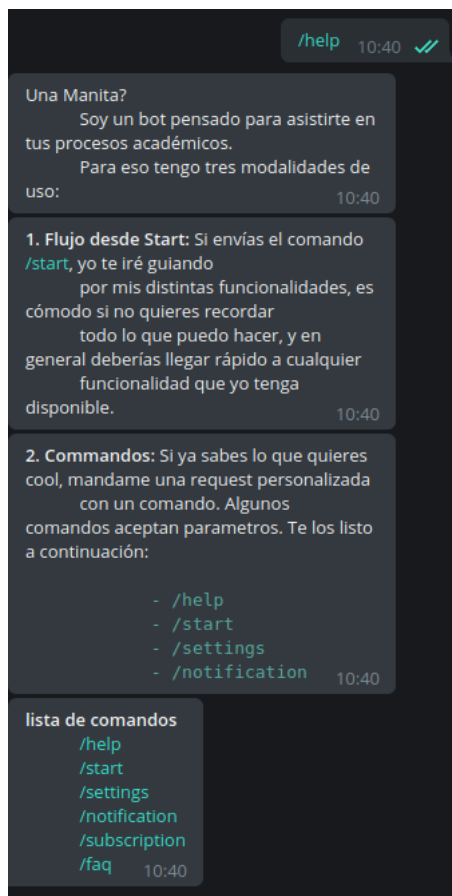 /help 10:40
Una Manita?
Soy un bot pensado para asistirte en
tus procesos académicos.
Para eso tengo tres modalidades de
uso:
10:40
1. Flujo desde Start: Si envías el comando
/start, yo te iré guiando
por mis distintas funcionalidades, es
cómodo si no quieres recordar
todo lo que puedo hacer, y en
general deberías llegar rápido a cualquier
funcionalidad que yo tenga
disponible.
10:40
2. Commandos: Si ya sabes lo que quieres
cool, mandame una request personalizada
con un comando. Algunos
comandos aceptan parametros. Te los listo
a continuación:
- /help
- /start
- /settings
- /notification
10:40
lista de comandos
/help
/start
/settings
/notification
/subscription
/faq 10:40